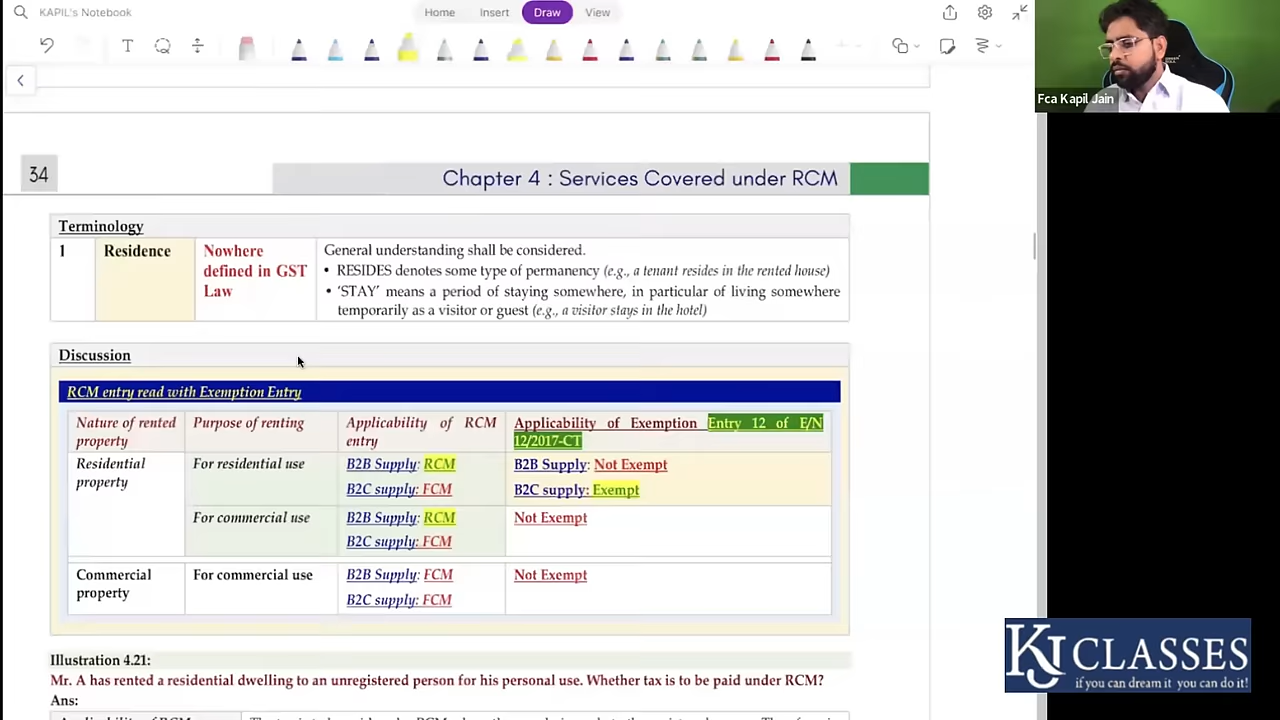 KAPIL's Notebook
Home Insert Draw View
T
Fca Kapil Jain
34
Chapter 4 : Services Covered under RCM
Terminology
1 Residence Nowhere defined in GST Law
General understanding shall be considered.
• RESIDES denotes some type of permanency (e.g., a tenant resides in the rented house)
• 'STAY' means a period of staying somewhere, in particular of living somewhere
temporarily as a visitor or guest (e.g., a visitor stays in the hotel)
Discussion
RCM entry read with Exemption Entry
Nature of rented property
Purpose of renting
Applicability of RCM entry
Applicability of Exemption Entry 12 of E/N
12/2017-CT
Residential property
For residential use
B2B Supply: RCM
B2C supply: FCM
B2B Supply: Not Exempt
B2C supply: Exempt
For commercial use
B2B Supply: RCM
B2C supply: FCM
Not Exempt
Commercial property
For commercial use
B2B Supply: FCM
B2C supply: FCM
Not Exempt
Illustration 4.21:
Mr. A has rented a residential dwelling to an unregistered person for his personal use. Whether tax is to be paid under RCM?
Ans:
KJ CLASSES
if you can dream it you can do it!